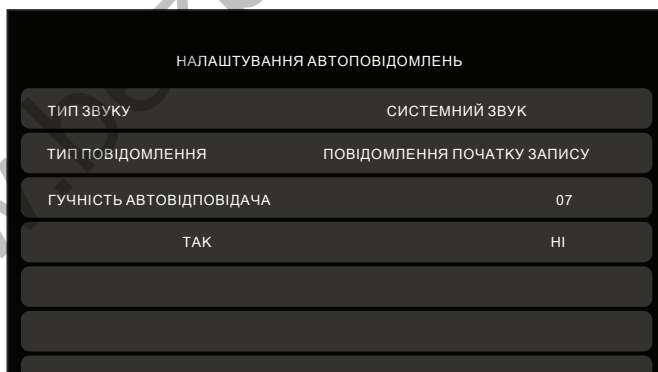 НАЛАШТУВАННЯ АВТОПОВІДОМЛЕНЬ
ТИП ЗВУКУ СИСТЕМНИЙ ЗВУК
ТИП ПОВІДОМЛЕННЯ ПОВІДОМЛЕННЯ ПОЧАТКУ ЗАПИСУ
ГУЧНІСТЬ АВТОВІДПОВІДАЧА 07
ТАК НІ